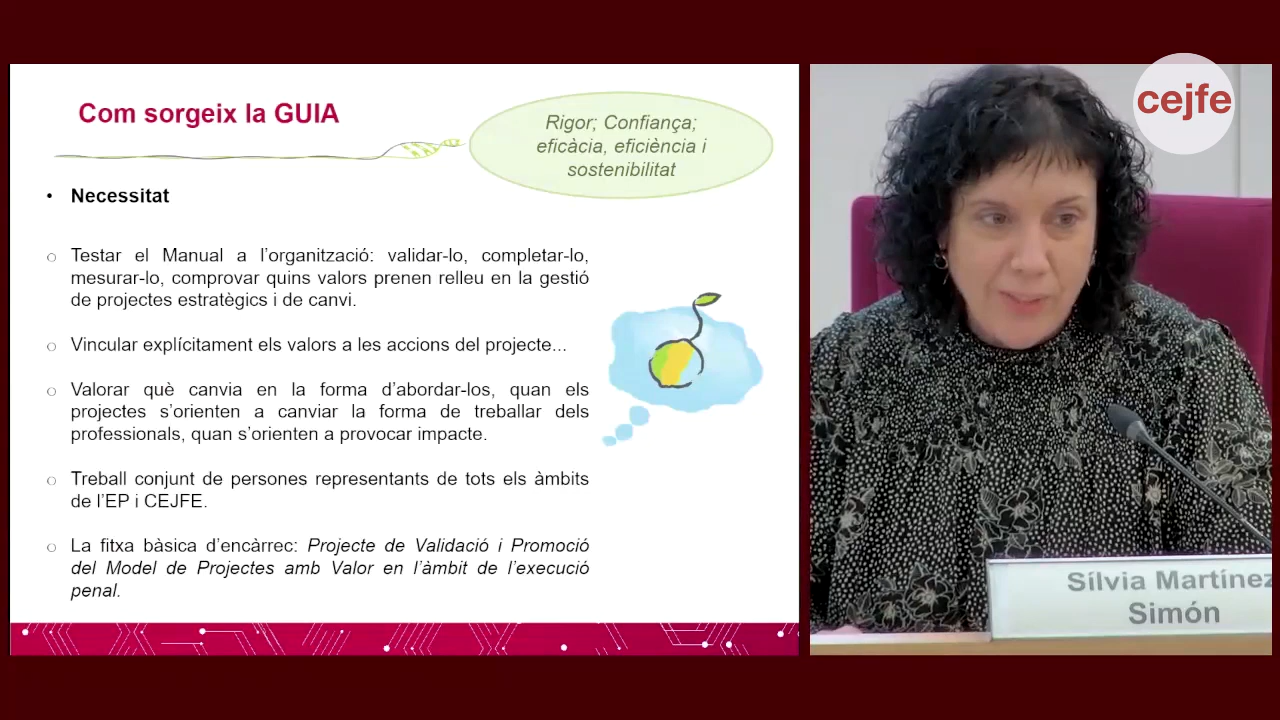 Com sorgeix la GUIA
Rigor; Confiança;
eficàcia, eficiència i
sostenibilitat
• Necessitat
○ Testar el Manual a l’organització: validar-lo, completar-lo,
mesurar-lo, comprovar quins valors prenen relleu en la gestió
de projectes estratègics i de canvi.
○ Vincular explícitament els valors a les accions del projecte...
○ Valorar què canvia en la forma d’abordar-los, quan els
projectes s’orienten a canviar la forma de treballar dels
professionals, quan s’orienten a provocar impacte.
○ Treball conjunt de persones representants de tots els àmbits
de l’EP i CEJFE.
○ La fitxa bàsica d’encàrrec: Projecte de Validació i Promoció
del Model de Projectes amb Valor en l’àmbit de l’execució
penal.
cejfe
Sílvia Martínez
Simón